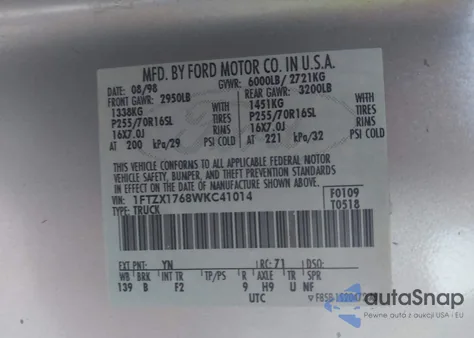 MFD. BY FORD MOTOR CO. IN U.S.A.
DATE: 08/98 GVWR: 6000LB/ 2721KG
FRONT GAWR: 2950LB REAR GAWR: 3200LB
1338KG 1451KG
P255/70R16SL TIRES P255/70R16SL TIRES
16X7.0J RIMS 16X7.0J RIMS
AT 200 kPa/29 PSI COLD AT 221 kPa/32 PSI COLD
THIS VEHICLE CONFORMS TO ALL APPLICABLE FEDERAL MOTOR
VEHICLE SAFETY, BUMPER, AND THEFT PREVENTION STANDARDS
IN EFFECT ON THE DATE OF MANUFACTURE SHOWN ABOVE.
VIN: 1FTZX1768WKC41014 F0109
TYPE: TRUCK T0518
EXT PNT: YN RC: 71 DSO:
WB BRK INT TR TP/PS R AXLE TR U SPR
139 B F2 9 H9 U NF
UTC
autoSnap
Pewne auto z aukcji USA i EU